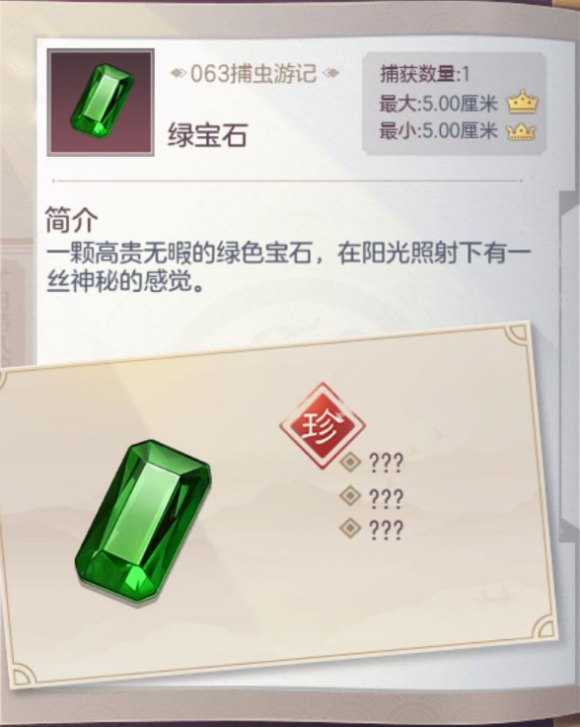 063捕虫游记
绿宝石
捕获数量:1
最大:5.00厘米
最小:5.00厘米
简介
一颗高贵无暇的绿色宝石，在阳光照射下有一
丝神秘的感觉。
珍
???
???
???